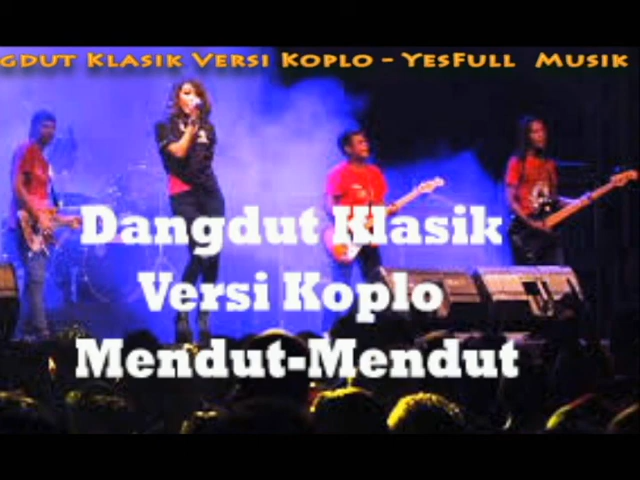 GDUT KLASIK VERSI KOPLO - YESFULL MUSIK
Dangdut Klasik
Versi Koplo
Mendut-Mendut